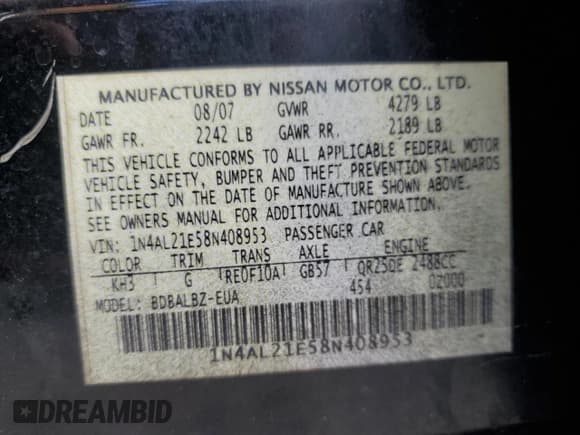 MANUFACTURED BY NISSAN MOTOR CO., LTD.
DATE 08/07 GVWR 4279 LB
GAWR FR. 2242 LB GAWR RR. 2189 LB
THIS VEHICLE CONFORMS TO ALL APPLICABLE FEDERAL MOTOR
VEHICLE SAFETY, BUMPER AND THEFT PREVENTION STANDARDS
IN EFFECT ON THE DATE OF MANUFACTURE SHOWN ABOVE.
SEE OWNERS MANUAL FOR ADDITIONAL INFORMATION.
VIN: 1N4AL21E58N408953 PASSENGER CAR
COLOR TRIM TRANS AXLE ENGINE
KH3 G RE0F10A GB57 QR25DE 2488CC
MODEL: BDBALBZ-EUA 454 02000
1N4AL21E58N408953
DREAMBID